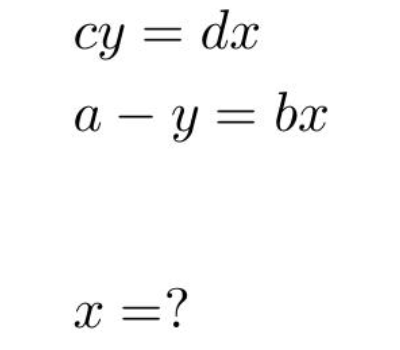 cy = dx
a − y = bx
x =?